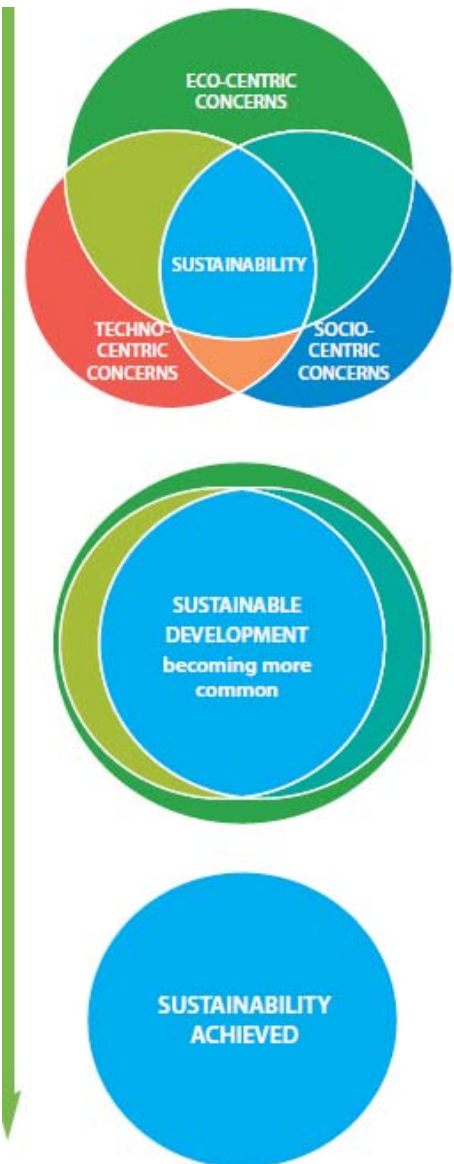 ECO-CENTRIC
CONCERNS
SUSTAINABILITY
TECHNO-
CENTRIC
CONCERNS
SOCIO-
CENTRIC
CONCERNS
SUSTAINABLE
DEVELOPMENT
becoming more
common
SUSTAINABILITY
ACHIEVED